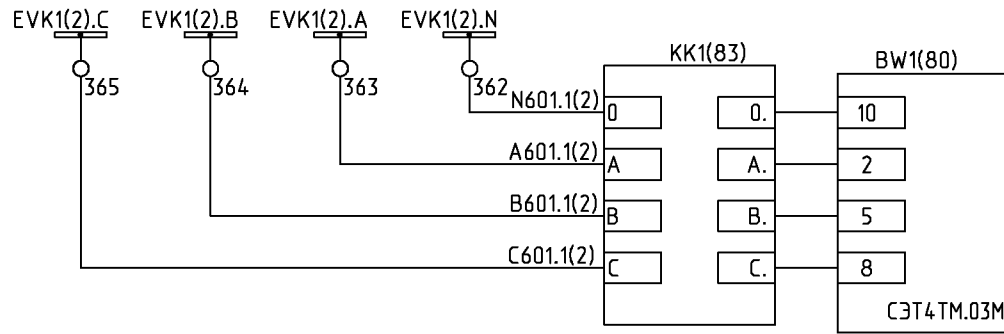 EVK1(2).C EVK1(2).B EVK1(2).A EVK1(2).N
KK1(83)
BW1(80)
365 364 363 362
N601.1(2) 0 0. 10
A601.1(2) A A. 2
B601.1(2) B B. 5
C601.1(2) C C. 8
СЭТ4ТМ.03М